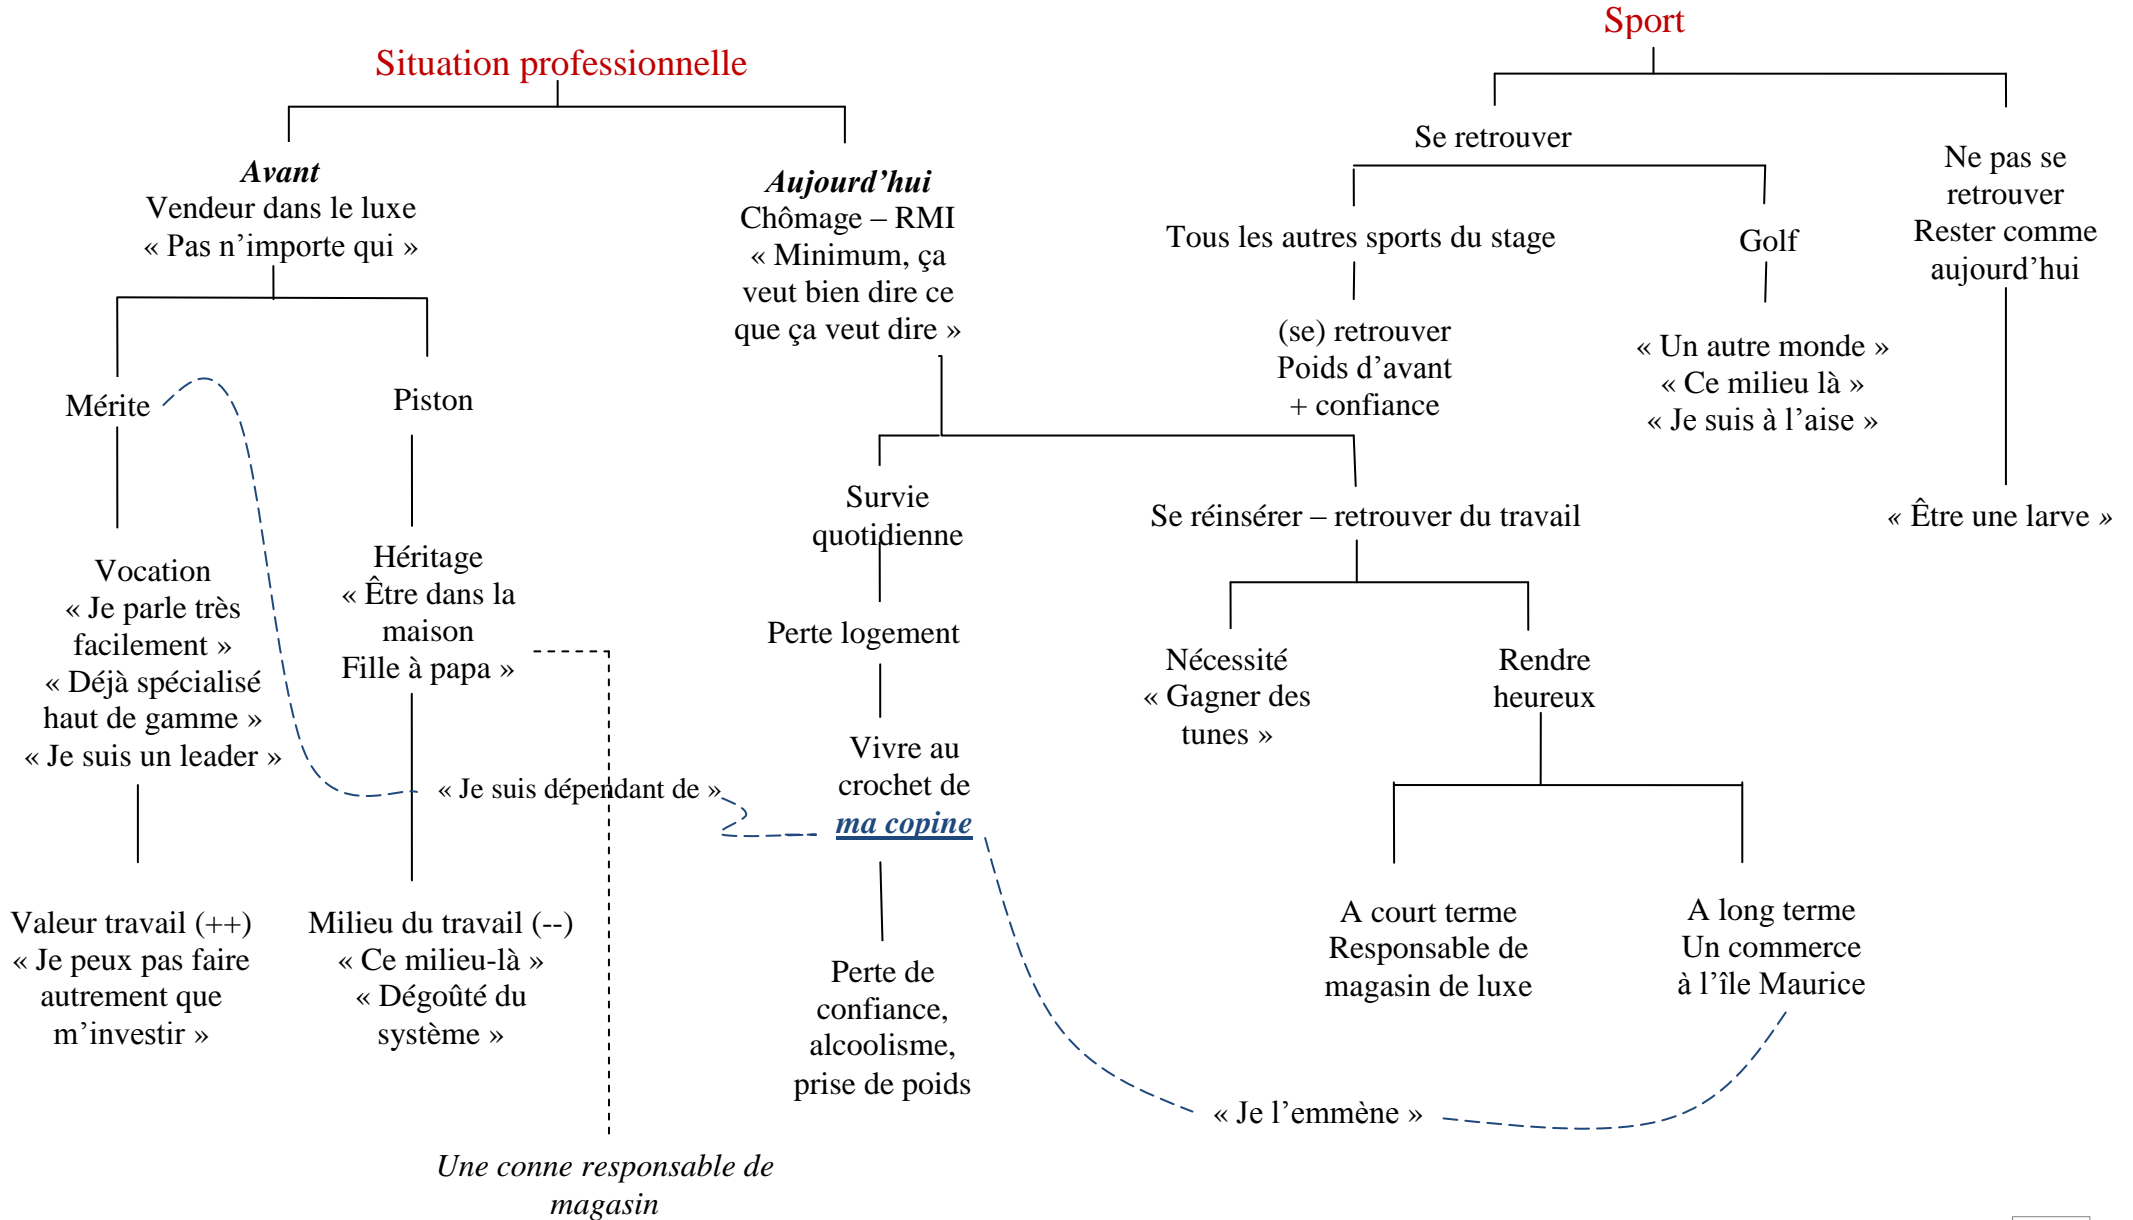 Sport
Situation professionnelle
Avant
Vendeur dans le luxe
« Pas n’importe qui »
Aujourd’hui
Chômage – RMI
« Minimum, ça
veut bien dire ce
que ça veut dire »
Se retrouver
Ne pas se
retrouver
Rester comme
aujourd’hui
Tous les autres sports du stage
Golf
(se) retrouver
Poids d’avant
+ confiance
« Un autre monde »
« Ce milieu là »
« Je suis à l’aise »
« Être une larve »
Mérite
Piston
Survie
quotidienne
Se réinsérer – retrouver du travail
Vocation
« Je parle très
facilement »
« Déjà spécialisé
haut de gamme »
« Je suis un leader »
Héritage
« Être dans la
maison
Fille à papa »
Perte logement
Nécessité
« Gagner des
tunes »
Rendre
heureux
« Je suis dépendant de »
Vivre au
crochet de
ma copine
Valeur travail (++)
« Je peux pas faire
autrement que
m’investir »
Milieu du travail (--)
« Ce milieu-là »
« Dégoûté du
système »
Perte de
confiance,
alcoolisme,
prise de poids
A court terme
Responsable de
magasin de luxe
A long terme
Un commerce
à l’île Maurice
« Je l’emmène »
Une conne responsable de
magasin